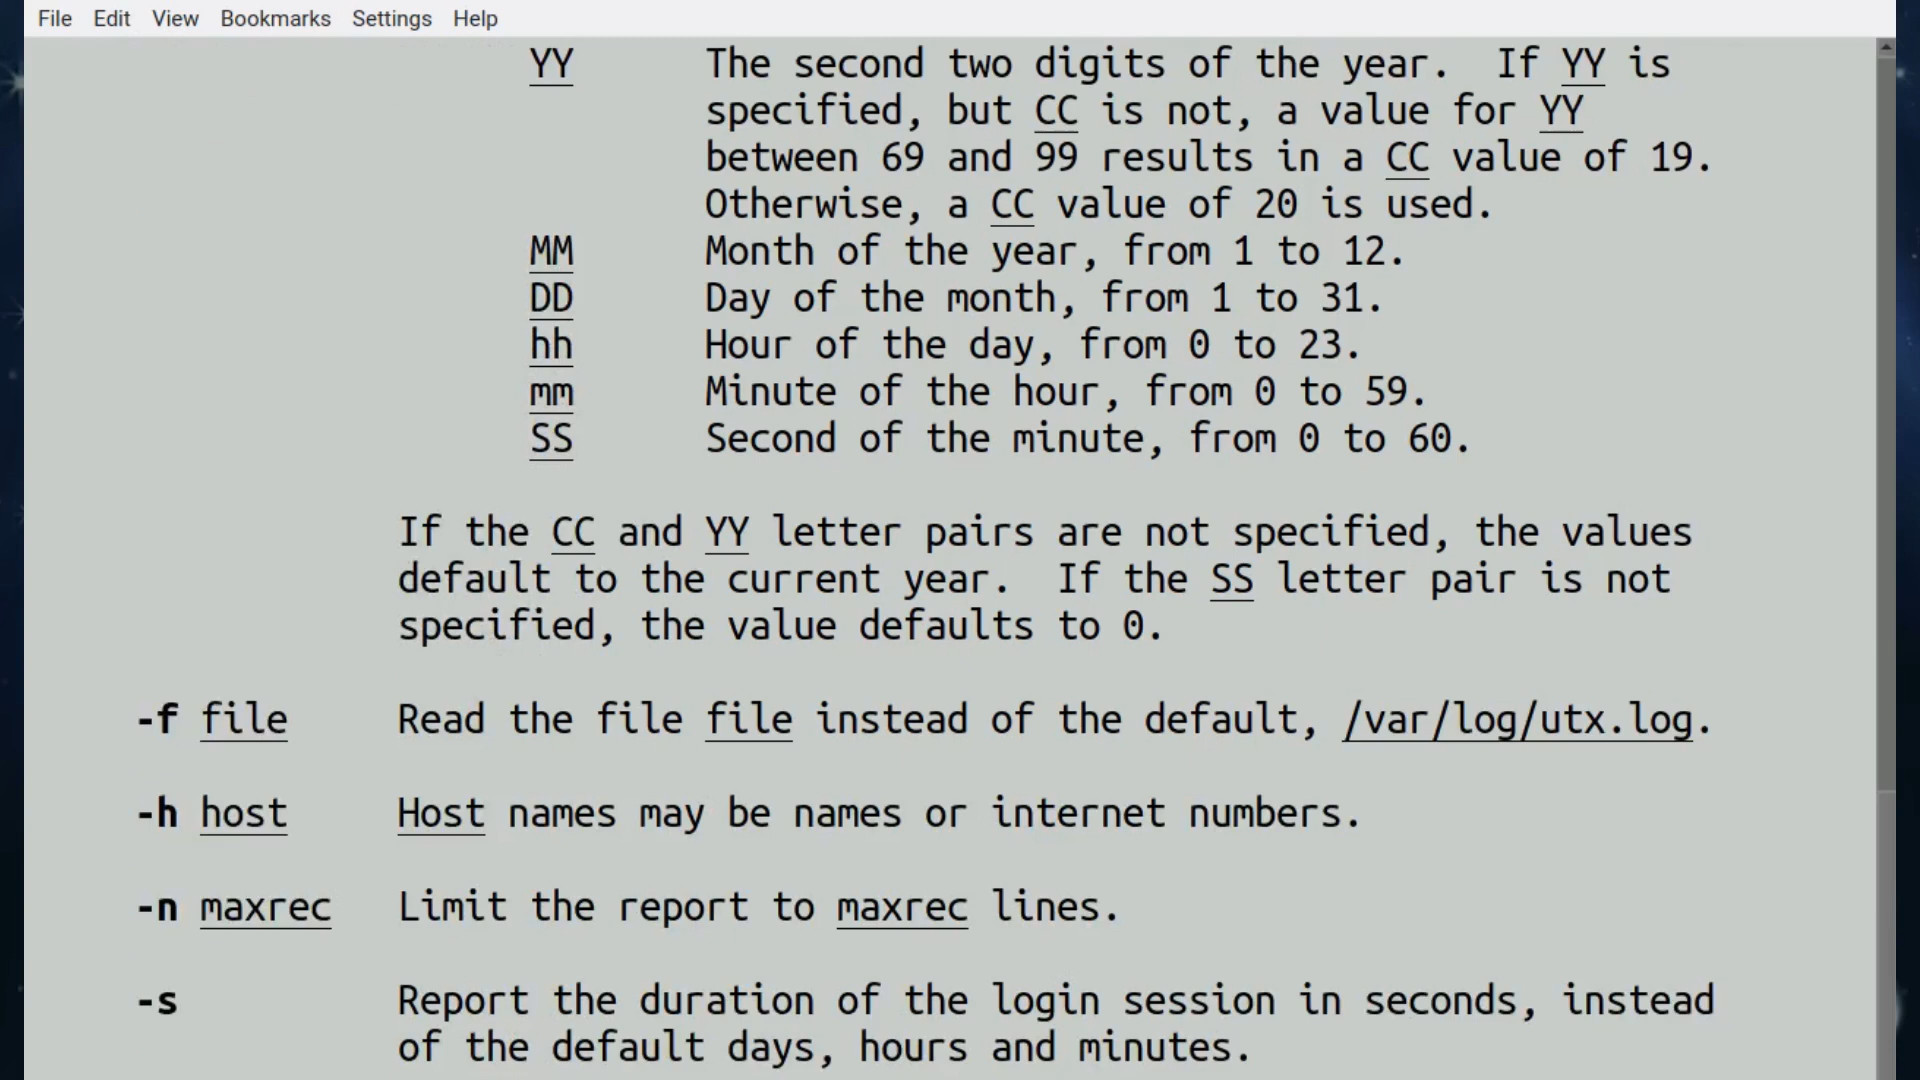 File Edit View Bookmarks Settings Help
YY The second two digits of the year. If YY is
specified, but CC is not, a value for YY
between 69 and 99 results in a CC value of 19.
Otherwise, a CC value of 20 is used.
MM Month of the year, from 1 to 12.
DD Day of the month, from 1 to 31.
hh Hour of the day, from 0 to 23.
mm Minute of the hour, from 0 to 59.
SS Second of the minute, from 0 to 60.
If the CC and YY letter pairs are not specified, the values
default to the current year. If the SS letter pair is not
specified, the value defaults to 0.
-f file Read the file file instead of the default, /var/log/utx.log.
-h host Host names may be names or internet numbers.
-n maxrec Limit the report to maxrec lines.
-s Report the duration of the login session in seconds, instead
of the default days, hours and minutes.